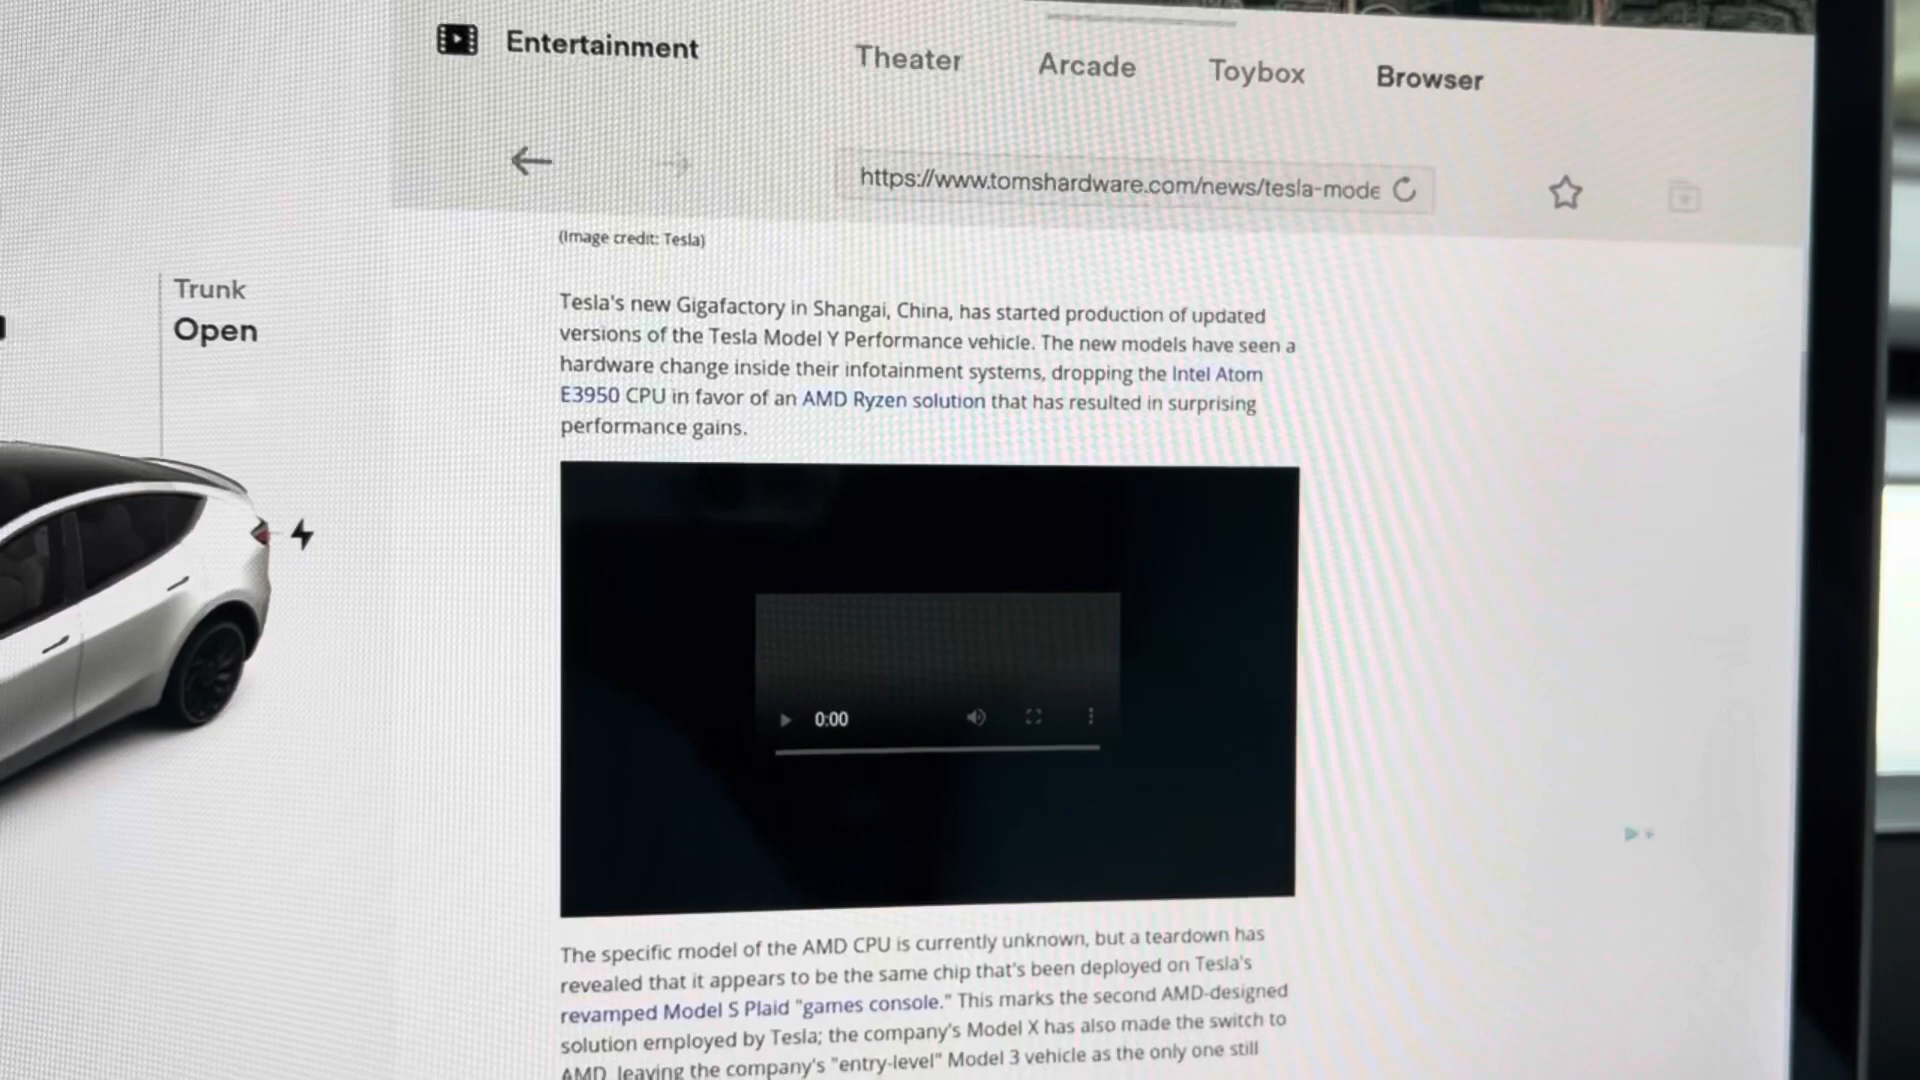 Entertainment
Theater
Arcade
Toybox
Browser
https://www.tomshardware.com/news/tesla-mode
(Image credit: Tesla)
Trunk
Open
Tesla's new Gigafactory in Shangai, China, has started production of updated
versions of the Tesla Model Y Performance vehicle. The new models have seen a
hardware change inside their infotainment systems, dropping the Intel Atom
E3950 CPU in favor of an AMD Ryzen solution that has resulted in surprising
performance gains.
0:00
The specific model of the AMD CPU is currently unknown, but a teardown has
revealed that it appears to be the same chip that's been deployed on Tesla's
revamped Model S Plaid "games console." This marks the second AMD-designed
solution employed by Tesla; the company's Model X has also made the switch to
AMD, leaving the company's "entry-level" Model 3 vehicle as the only one still